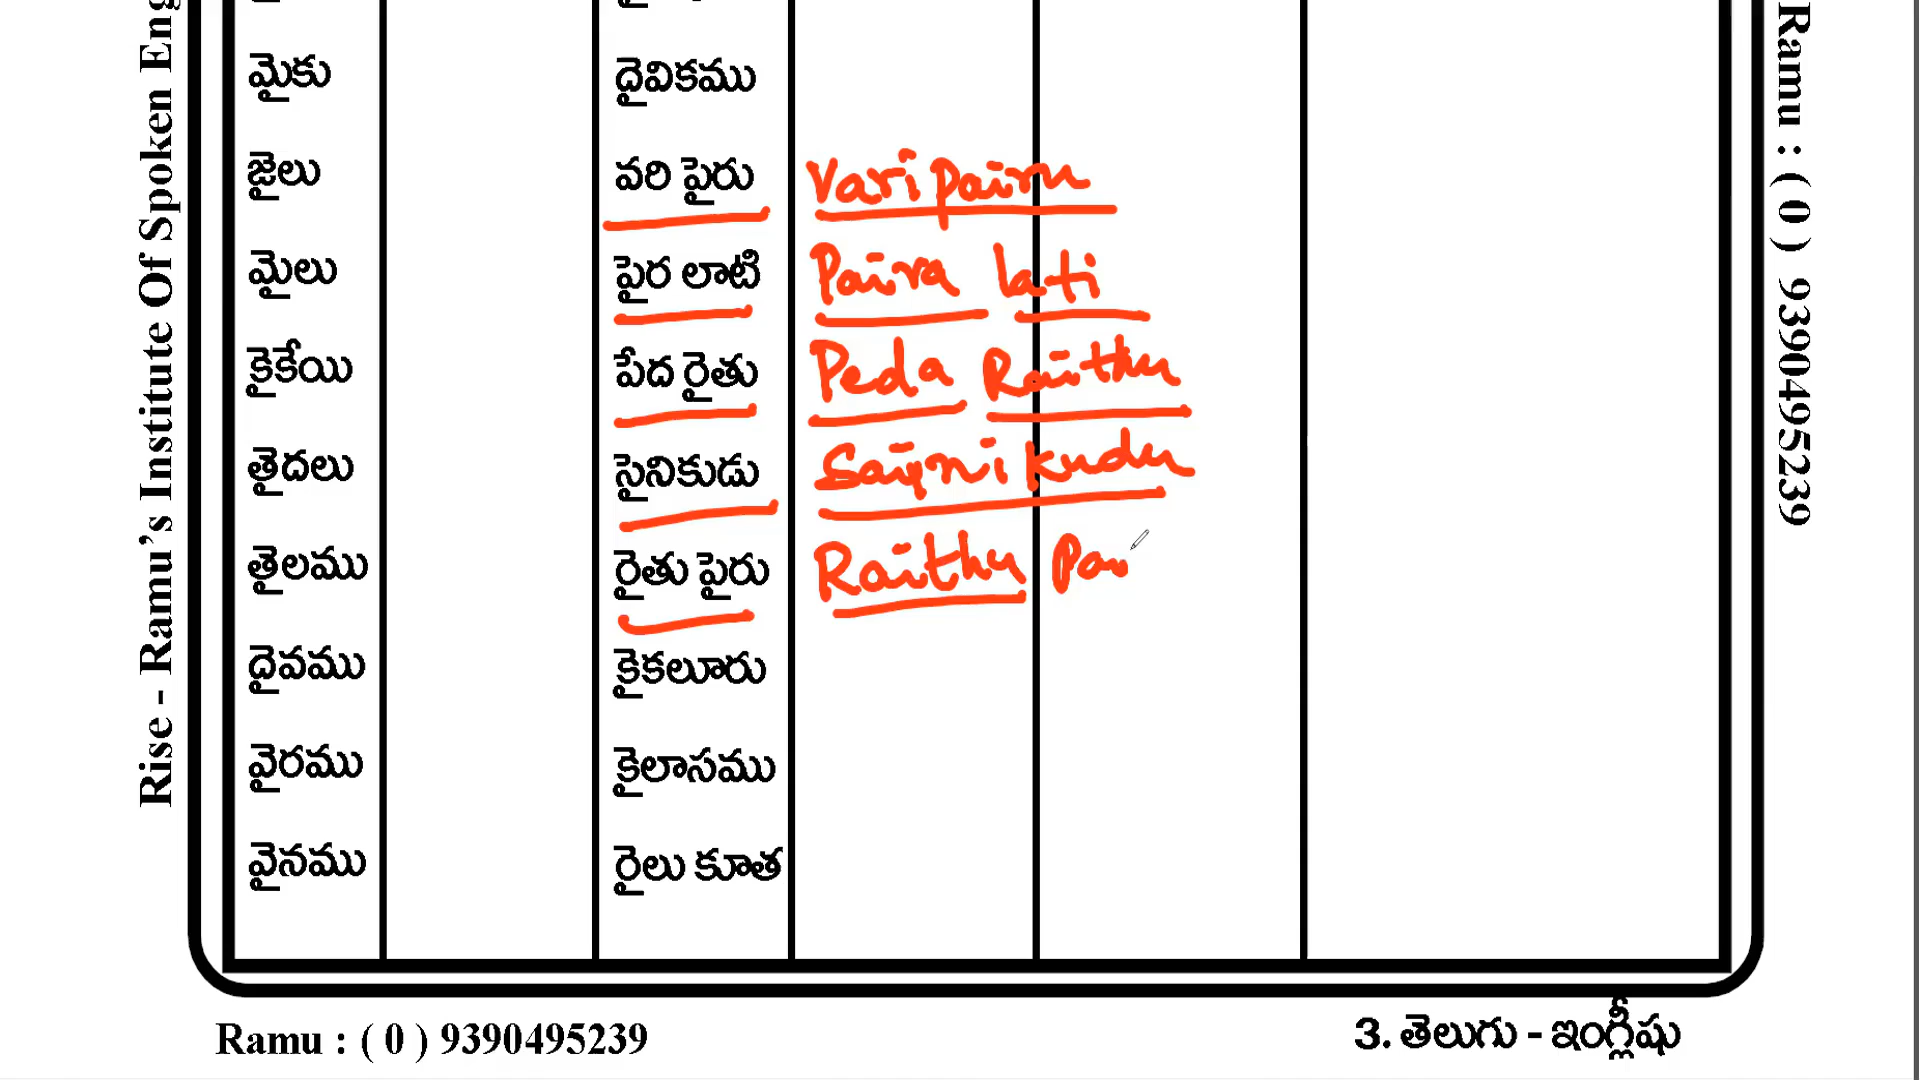 Rise - Ramu's Institute Of Spoken Eng
మైకు దైవికము
జైలు వరి పైరు Vari pairu
మైలు పైర లాటి Paira lati
కైకేయి పేద రైతు Peda Raithu
తైదలు సైనికుడు Sainikudu
తైలము రైతు పైరు Raithu Pai
దైవము కైకలూరు
వైరము కైలాసము
వైనము రైలు కూత
Ramu : ( 0 ) 9390495239
Ramu : ( 0 ) 9390495239
3. తెలుగు - ఇంగ్లీషు